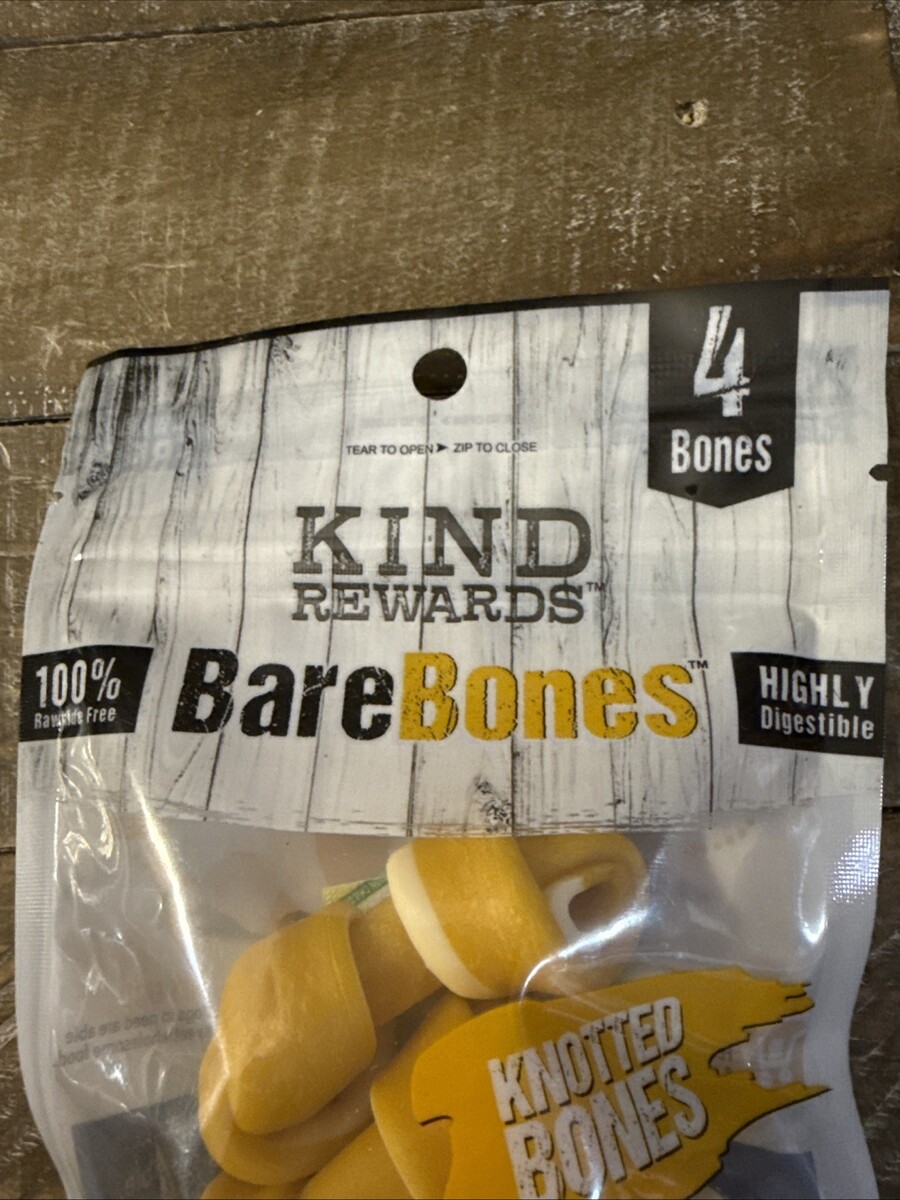 4
Bones
TEAR TO OPEN ➤ ZIP TO CLOSE
KIND
REWARDS™
BareBones™
100%
Rawhide Free
HIGHLY
Digestible
KNOTTED
BONES